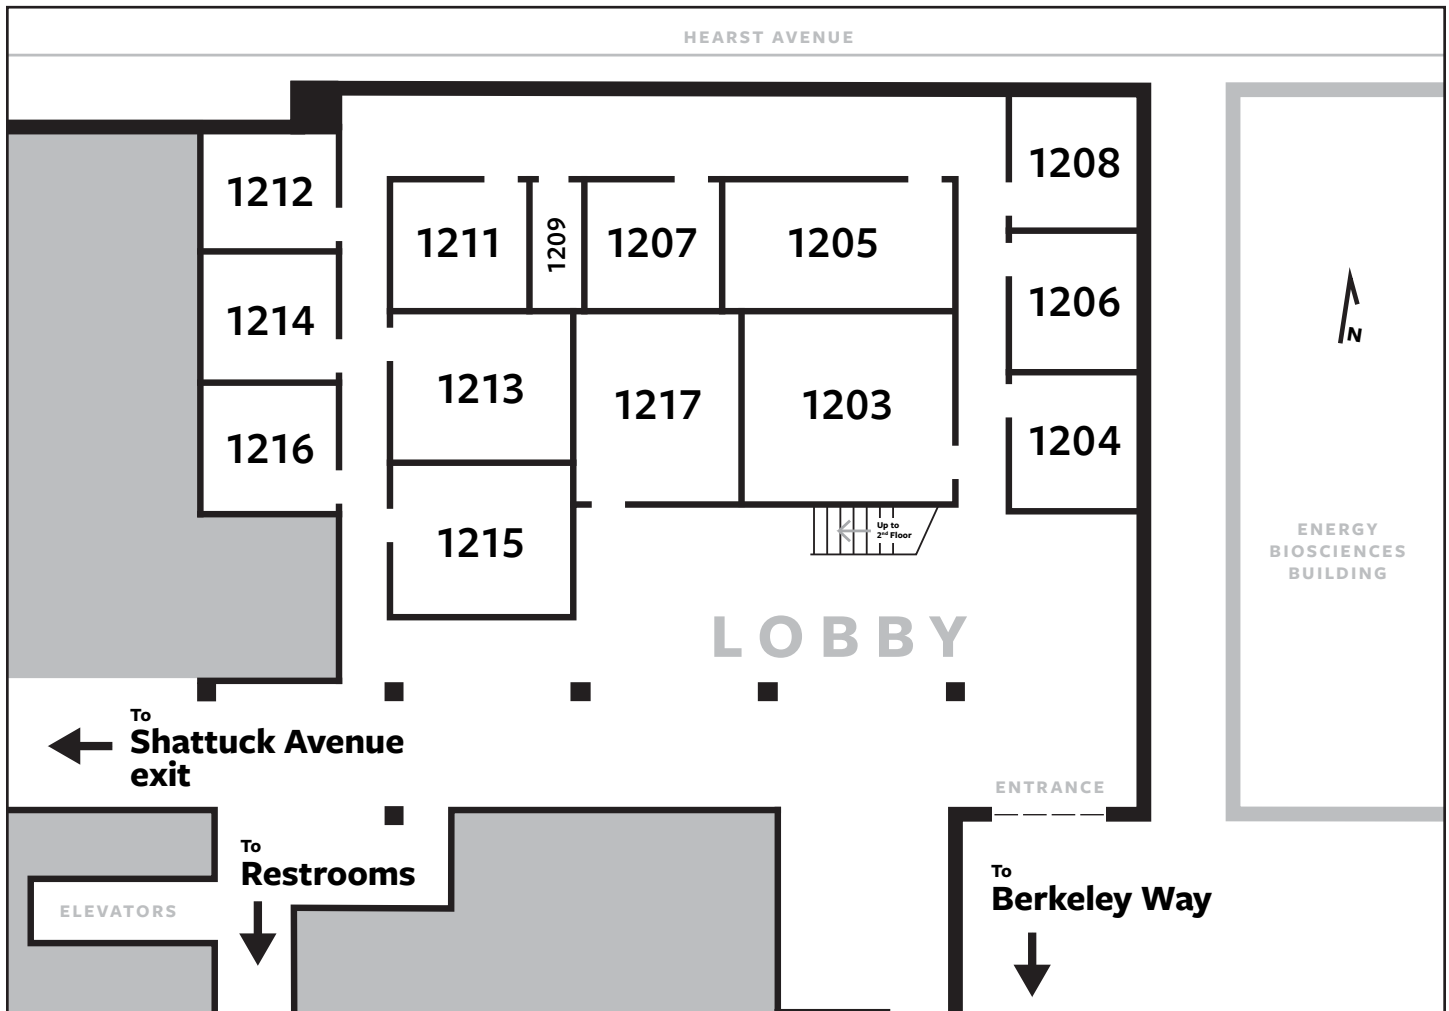 HEARST AVENUE
1212
1211
1209
1207
1205
1208
1214
1206
1213
1217
1203
1204
1216
1215
Up to
2nd Floor
N
ENERGY
BIOSCIENCES
BUILDING
LOBBY
To
Shattuck Avenue
exit
ENTRANCE
To
Restrooms
To
Berkeley Way
ELEVATORS